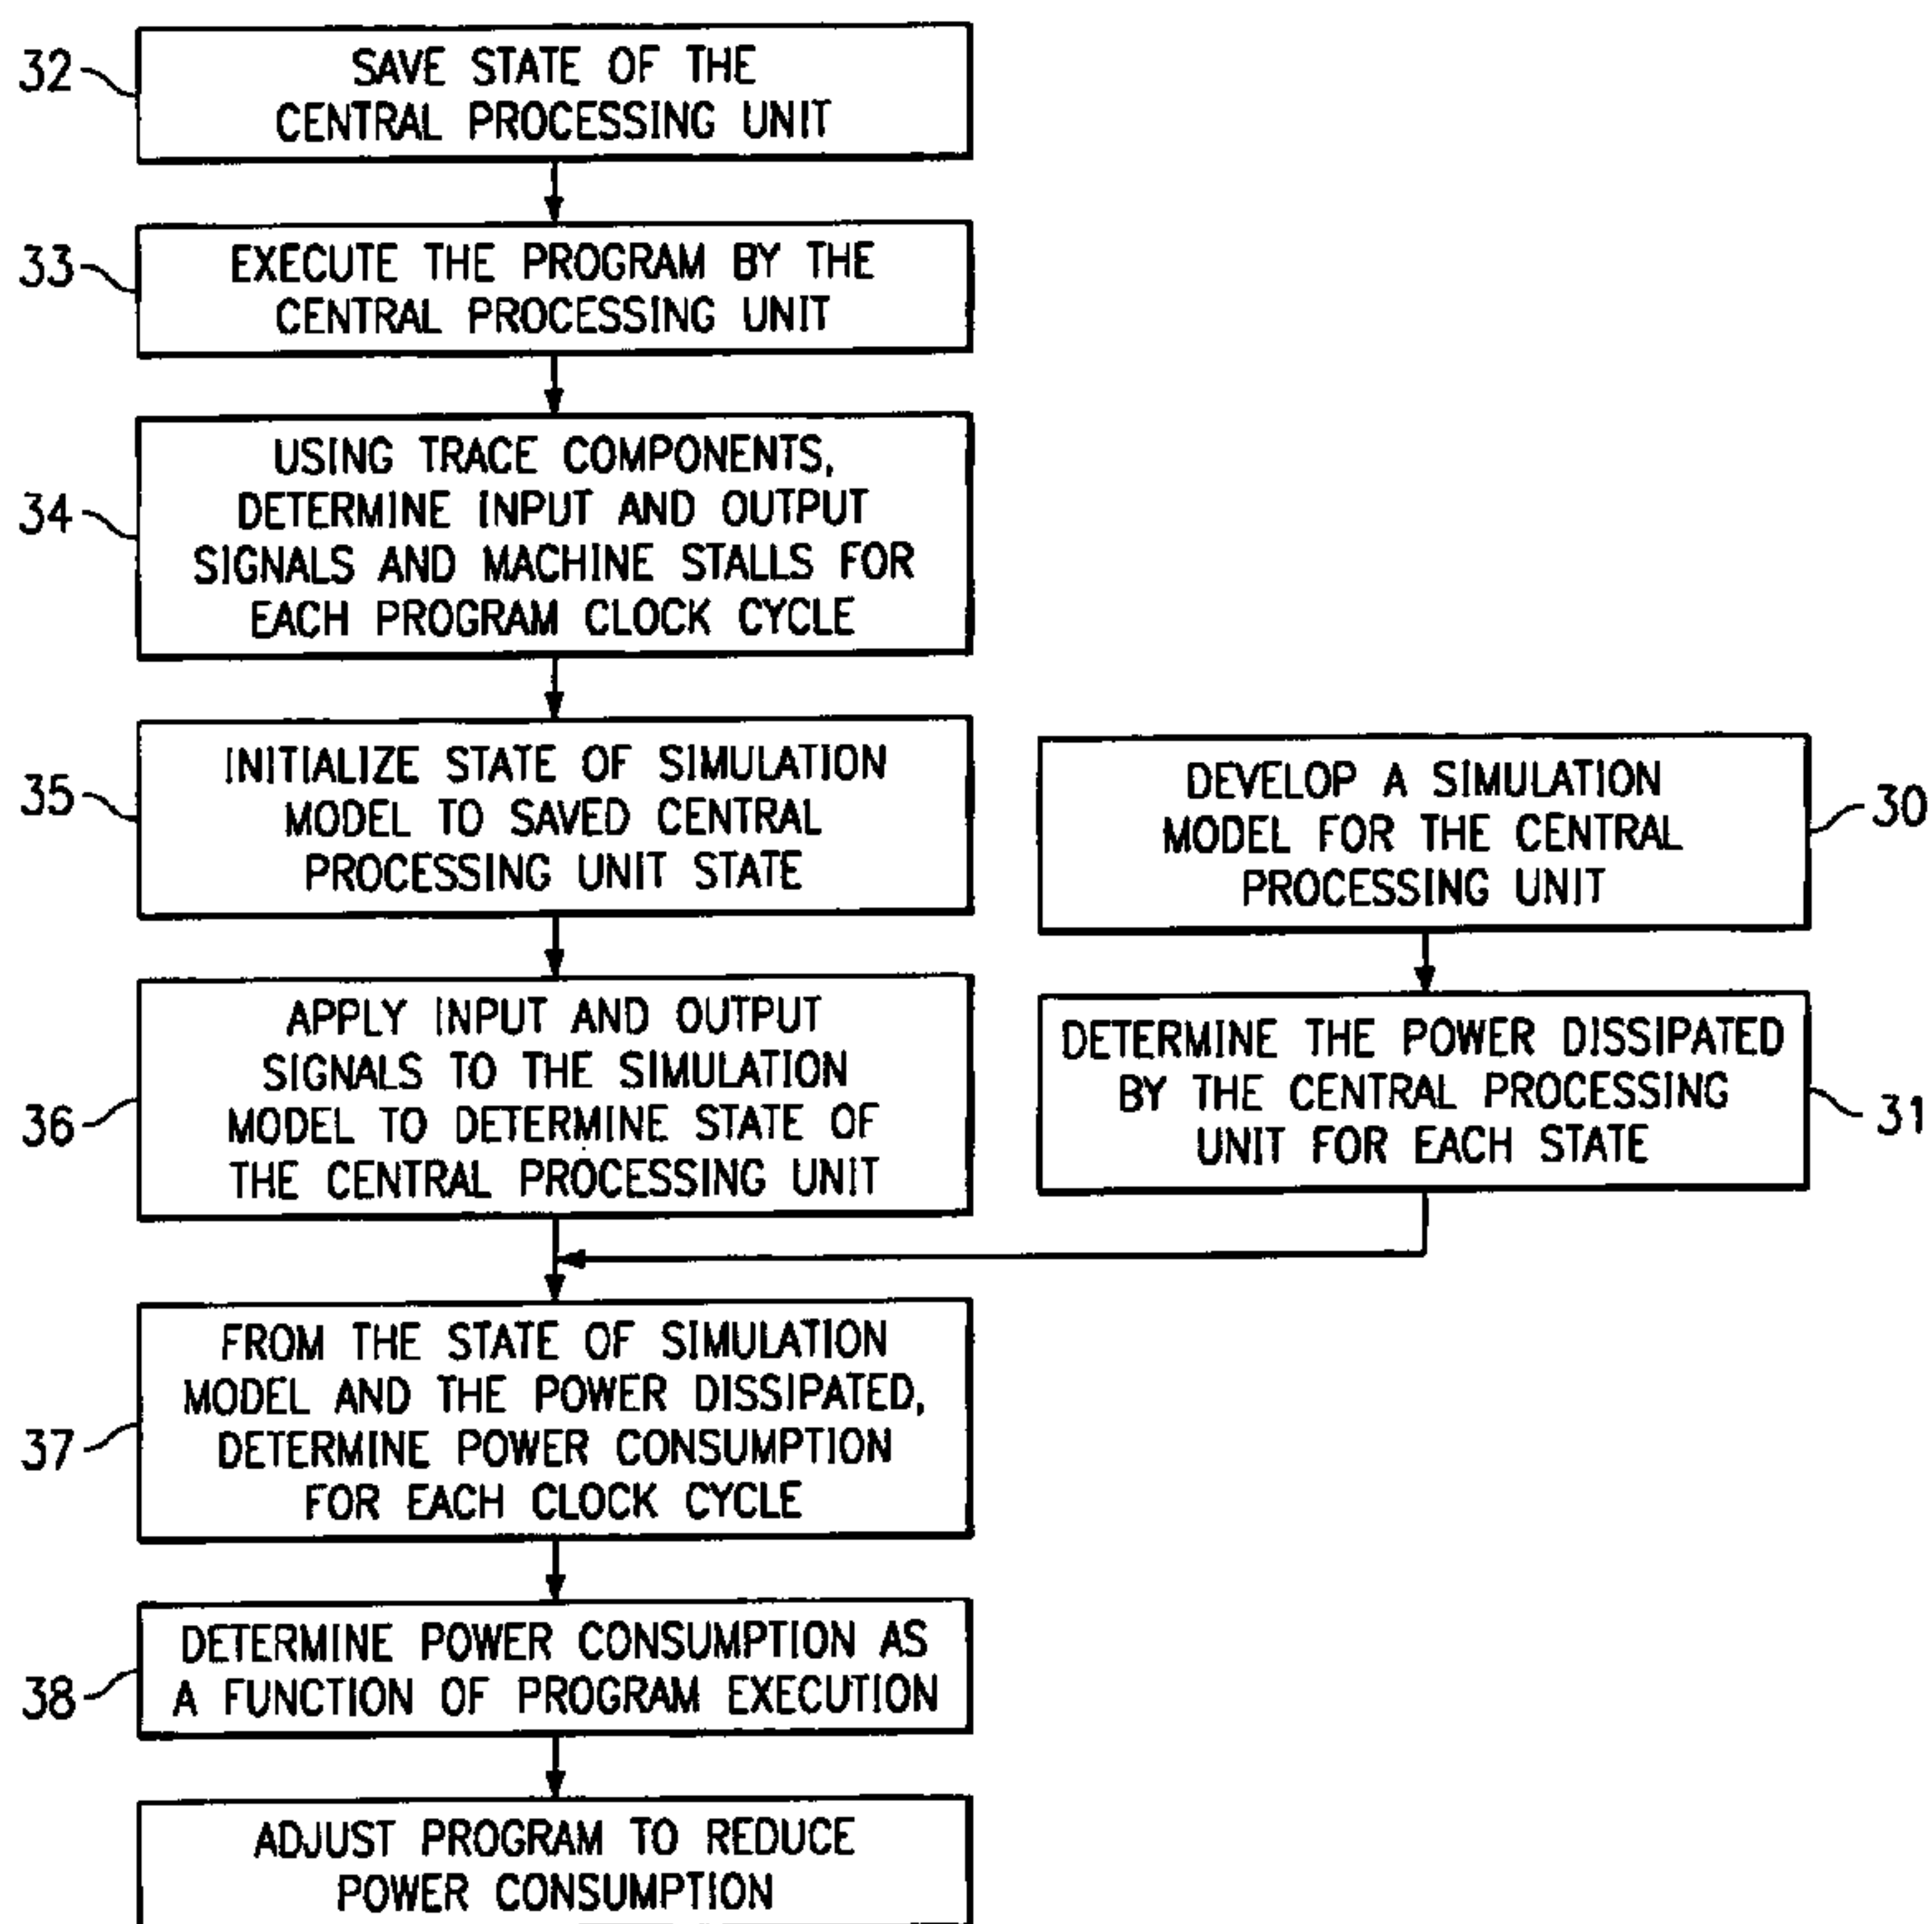 32
SAVE STATE OF THE
CENTRAL PROCESSING UNIT
33
EXECUTE THE PROGRAM BY THE
CENTRAL PROCESSING UNIT
34
USING TRACE COMPONENTS,
DETERMINE INPUT AND OUTPUT
SIGNALS AND MACHINE STALLS FOR
EACH PROGRAM CLOCK CYCLE
35
INITIALIZE STATE OF SIMULATION
MODEL TO SAVED CENTRAL
PROCESSING UNIT STATE
30
DEVELOP A SIMULATION
MODEL FOR THE CENTRAL
PROCESSING UNIT
36
APPLY INPUT AND OUTPUT
SIGNALS TO THE SIMULATION
MODEL TO DETERMINE STATE OF
THE CENTRAL PROCESSING UNIT
31
DETERMINE THE POWER DISSIPATED
BY THE CENTRAL PROCESSING
UNIT FOR EACH STATE
37
FROM THE STATE OF SIMULATION
MODEL AND THE POWER DISSIPATED,
DETERMINE POWER CONSUMPTION
FOR EACH CLOCK CYCLE
38
DETERMINE POWER CONSUMPTION AS
A FUNCTION OF PROGRAM EXECUTION
ADJUST PROGRAM TO REDUCE
POWER CONSUMPTION